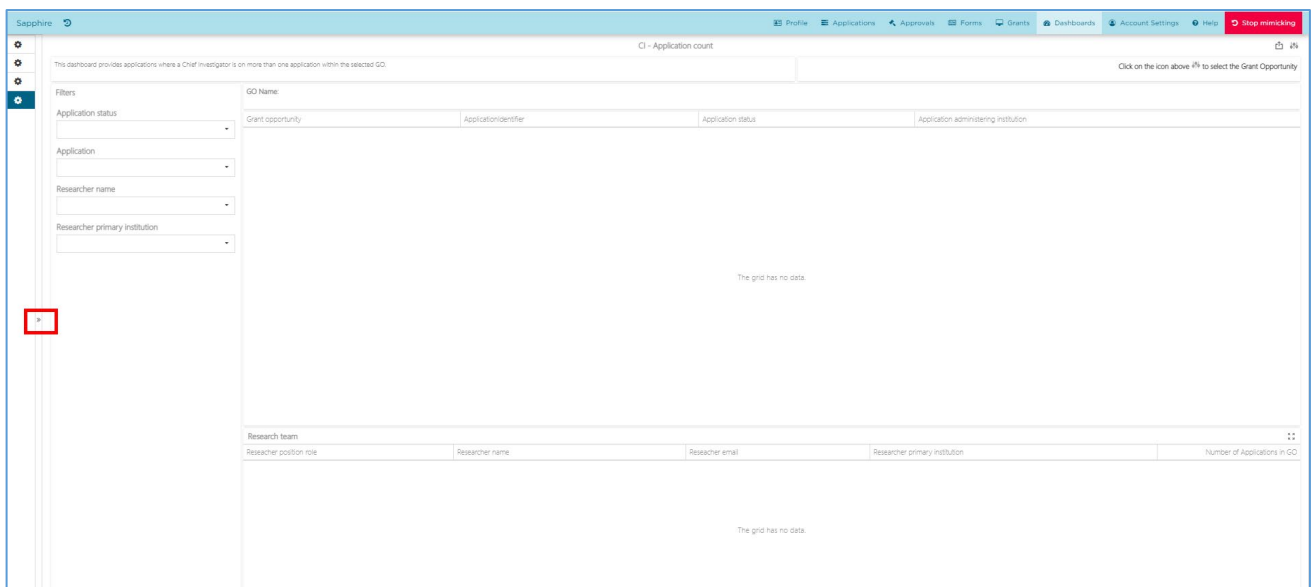 Sapphire Profile Applications Approvals Forms Grants Dashboards Account Settings Help Stop mimicking
CI - Application count
This dashboard provides applications where a Chief Investigator is on more than one application within the selected GO.
Click on the icon above to select the Grant Opportunity
Filters
GO Name:
Application status
Grant opportunity Applicationidentifier Application status Application administering institution
Application
Researcher name
Researcher primary institution
The grid has no data.
»
Research team
Reseacher position role Researcher name Reseacher email Researcher primary institution Number of Applications in GO
The grid has no data.